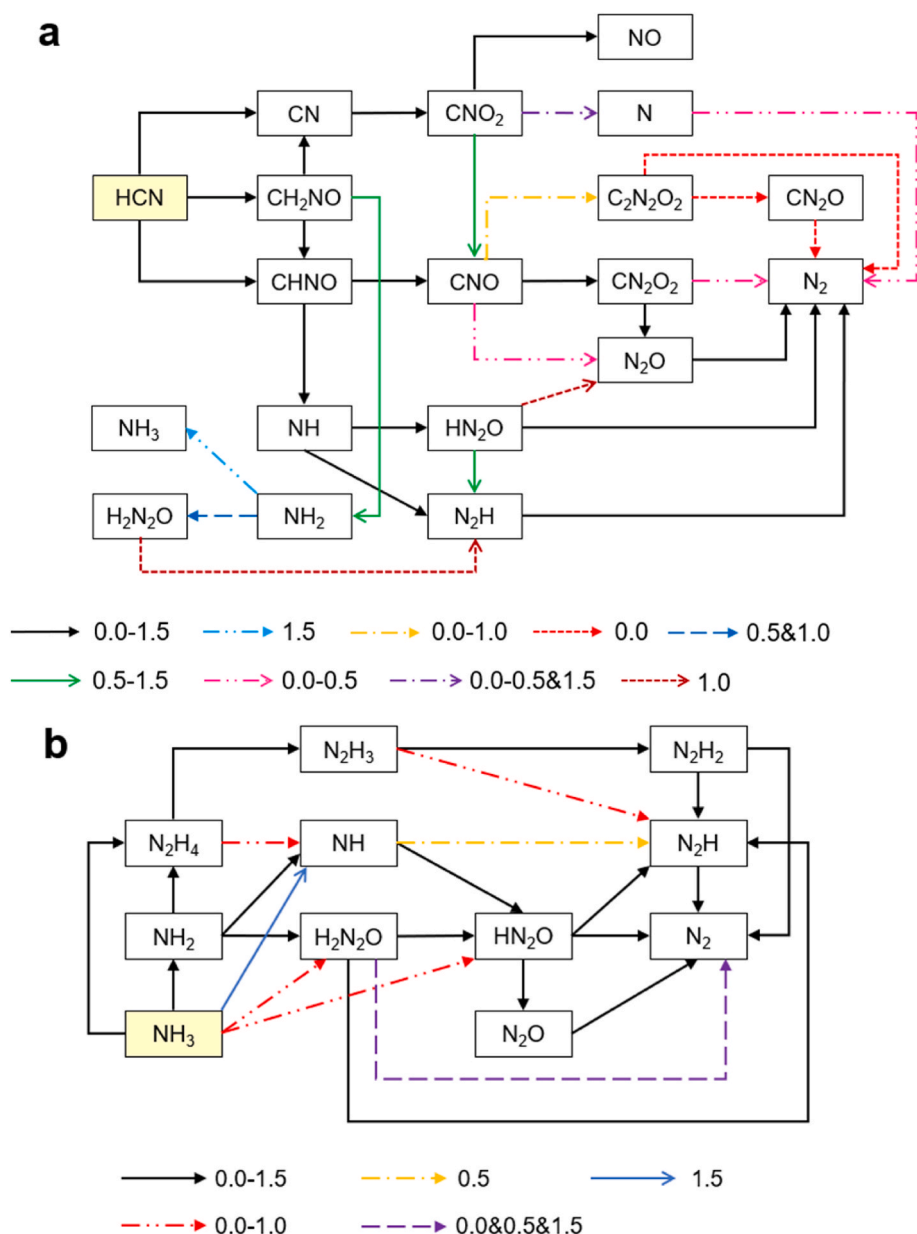 a
NO
CN
CNO₂
N
HCN
CH₂NO
C₂N₂O₂
CN₂O
CHNO
CNO
CN₂O₂
N₂
N₂O
NH₃
NH
HN₂O
H₂N₂O
NH₂
N₂H
0.0-1.5
1.5
0.0-1.0
0.0
0.5&1.0
0.5-1.5
0.0-0.5
0.0-0.5&1.5
1.0
b
N₂H₃
N₂H₂
N₂H₄
NH
N₂H
NH₂
H₂N₂O
HN₂O
N₂
NH₃
N₂O
0.0-1.5
0.5
1.5
0.0-1.0
0.0&0.5&1.5